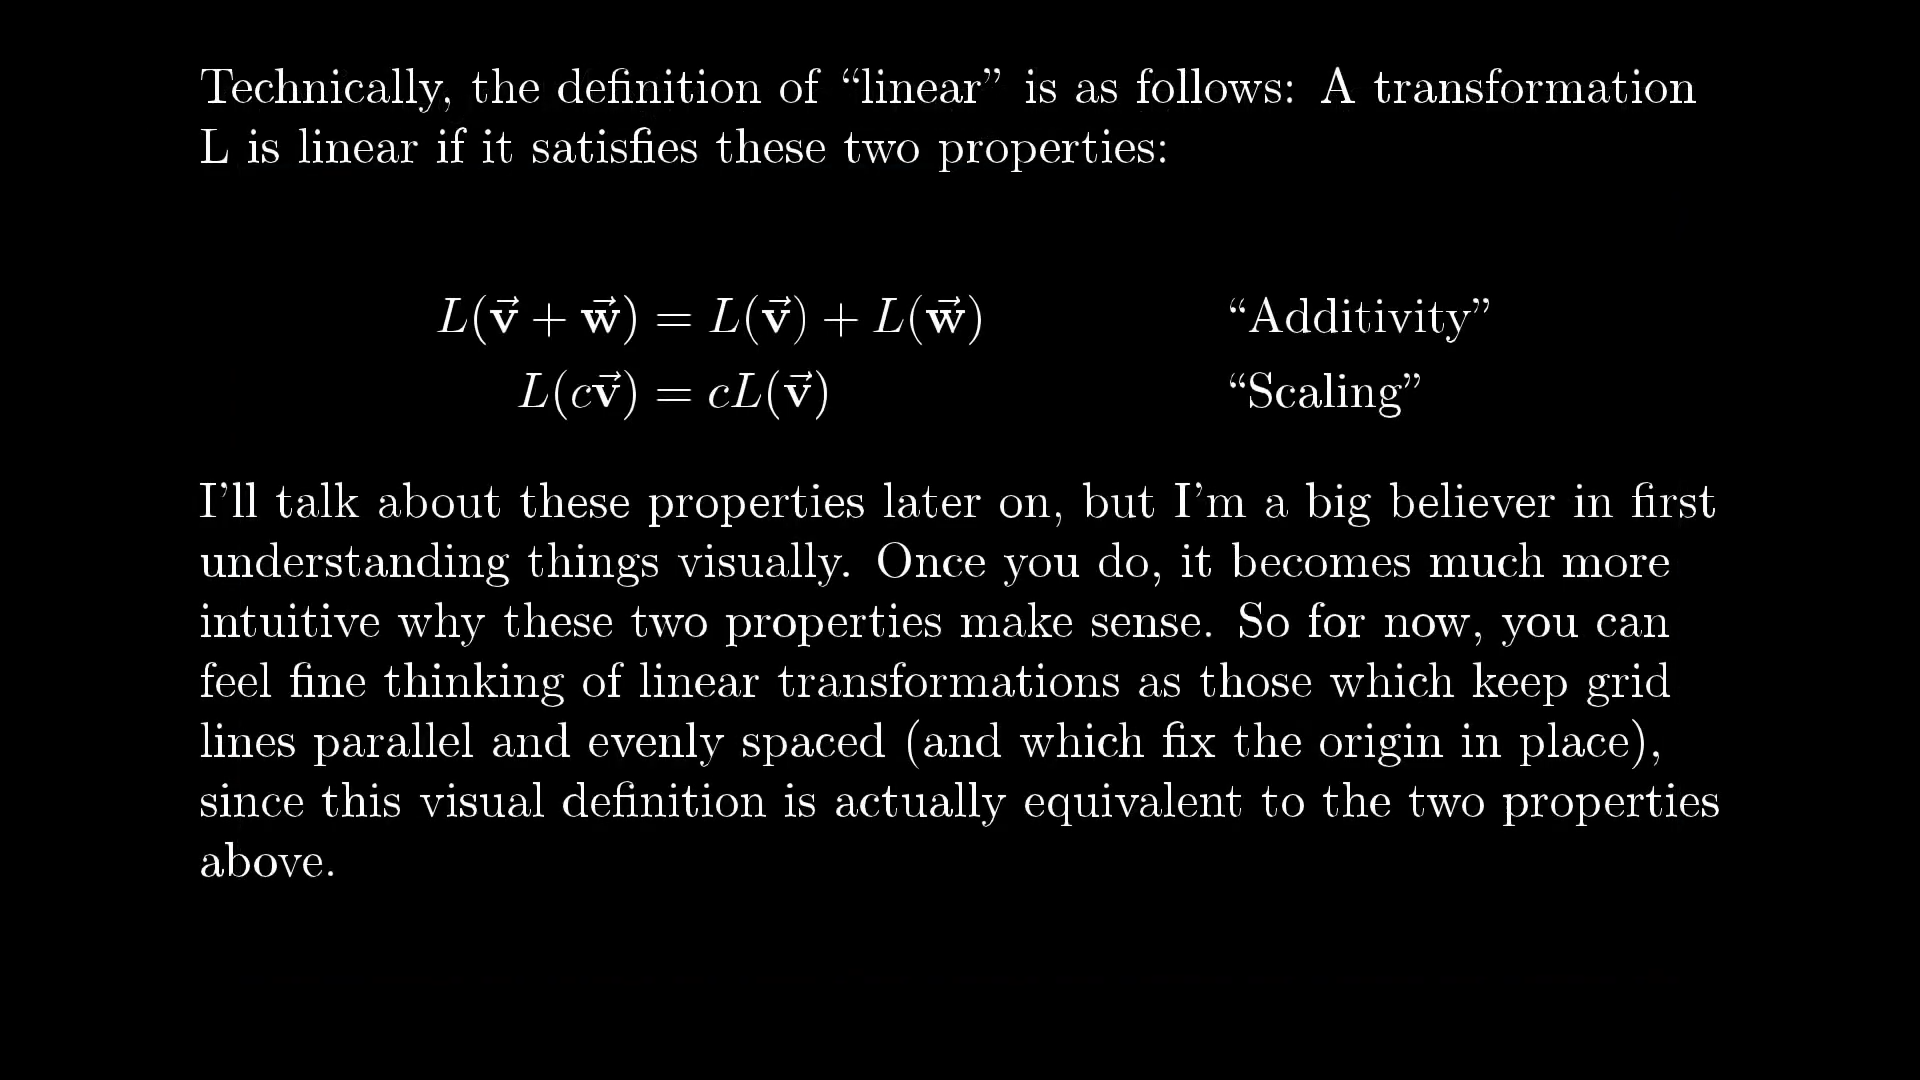 Technically, the definition of “linear” is as follows: A transformation
L is linear if it satisfies these two properties:
L(v⃗ + w⃗) = L(v⃗) + L(w⃗) “Additivity”
L(cv⃗) = cL(v⃗) “Scaling”
I’ll talk about these properties later on, but I’m a big believer in first
understanding things visually. Once you do, it becomes much more
intuitive why these two properties make sense. So for now, you can
feel fine thinking of linear transformations as those which keep grid
lines parallel and evenly spaced (and which fix the origin in place),
since this visual definition is actually equivalent to the two properties
above.